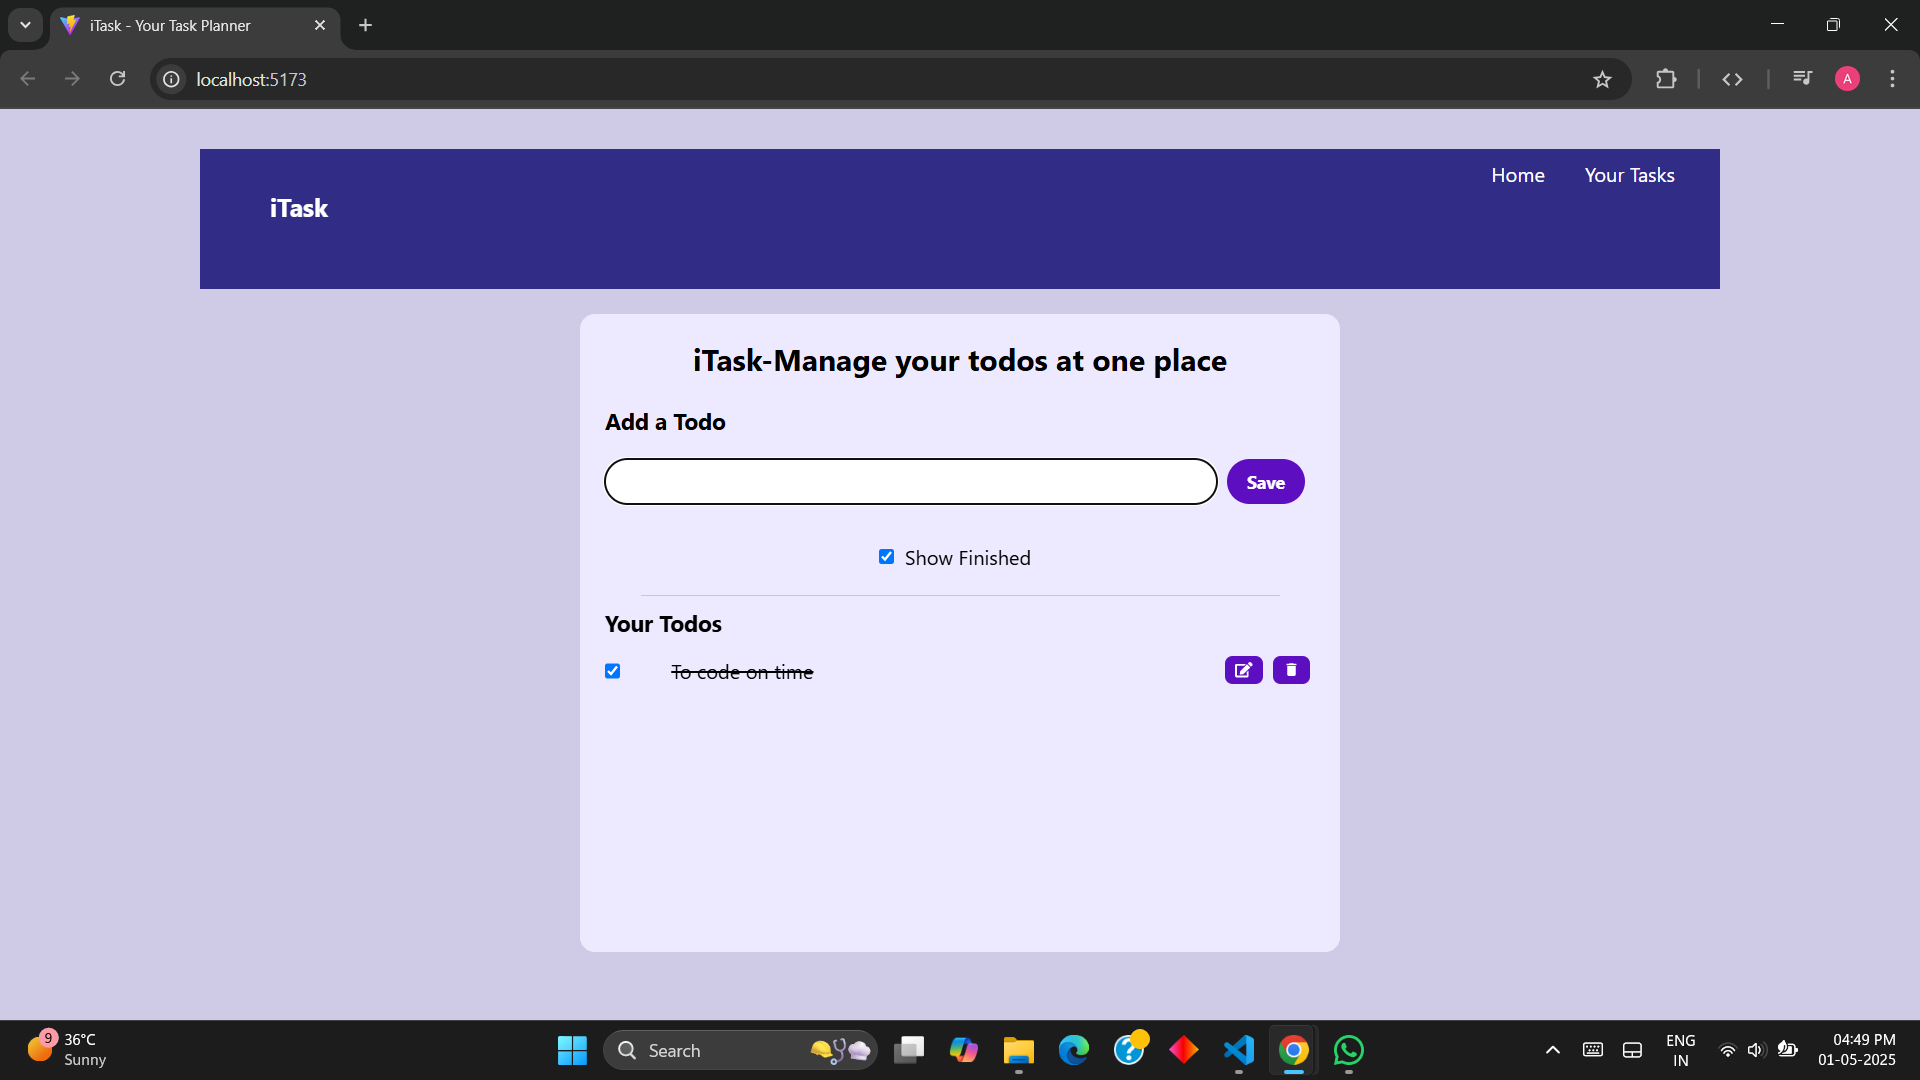 iTask - Your Task Planner
localhost:5173
A
Home Your Tasks
iTask
iTask-Manage your todos at one place
Add a Todo
Save
Show Finished
Your Todos
To code on time
9
36°C
Sunny
Search
ENG
IN
04:49 PM
01-05-2025